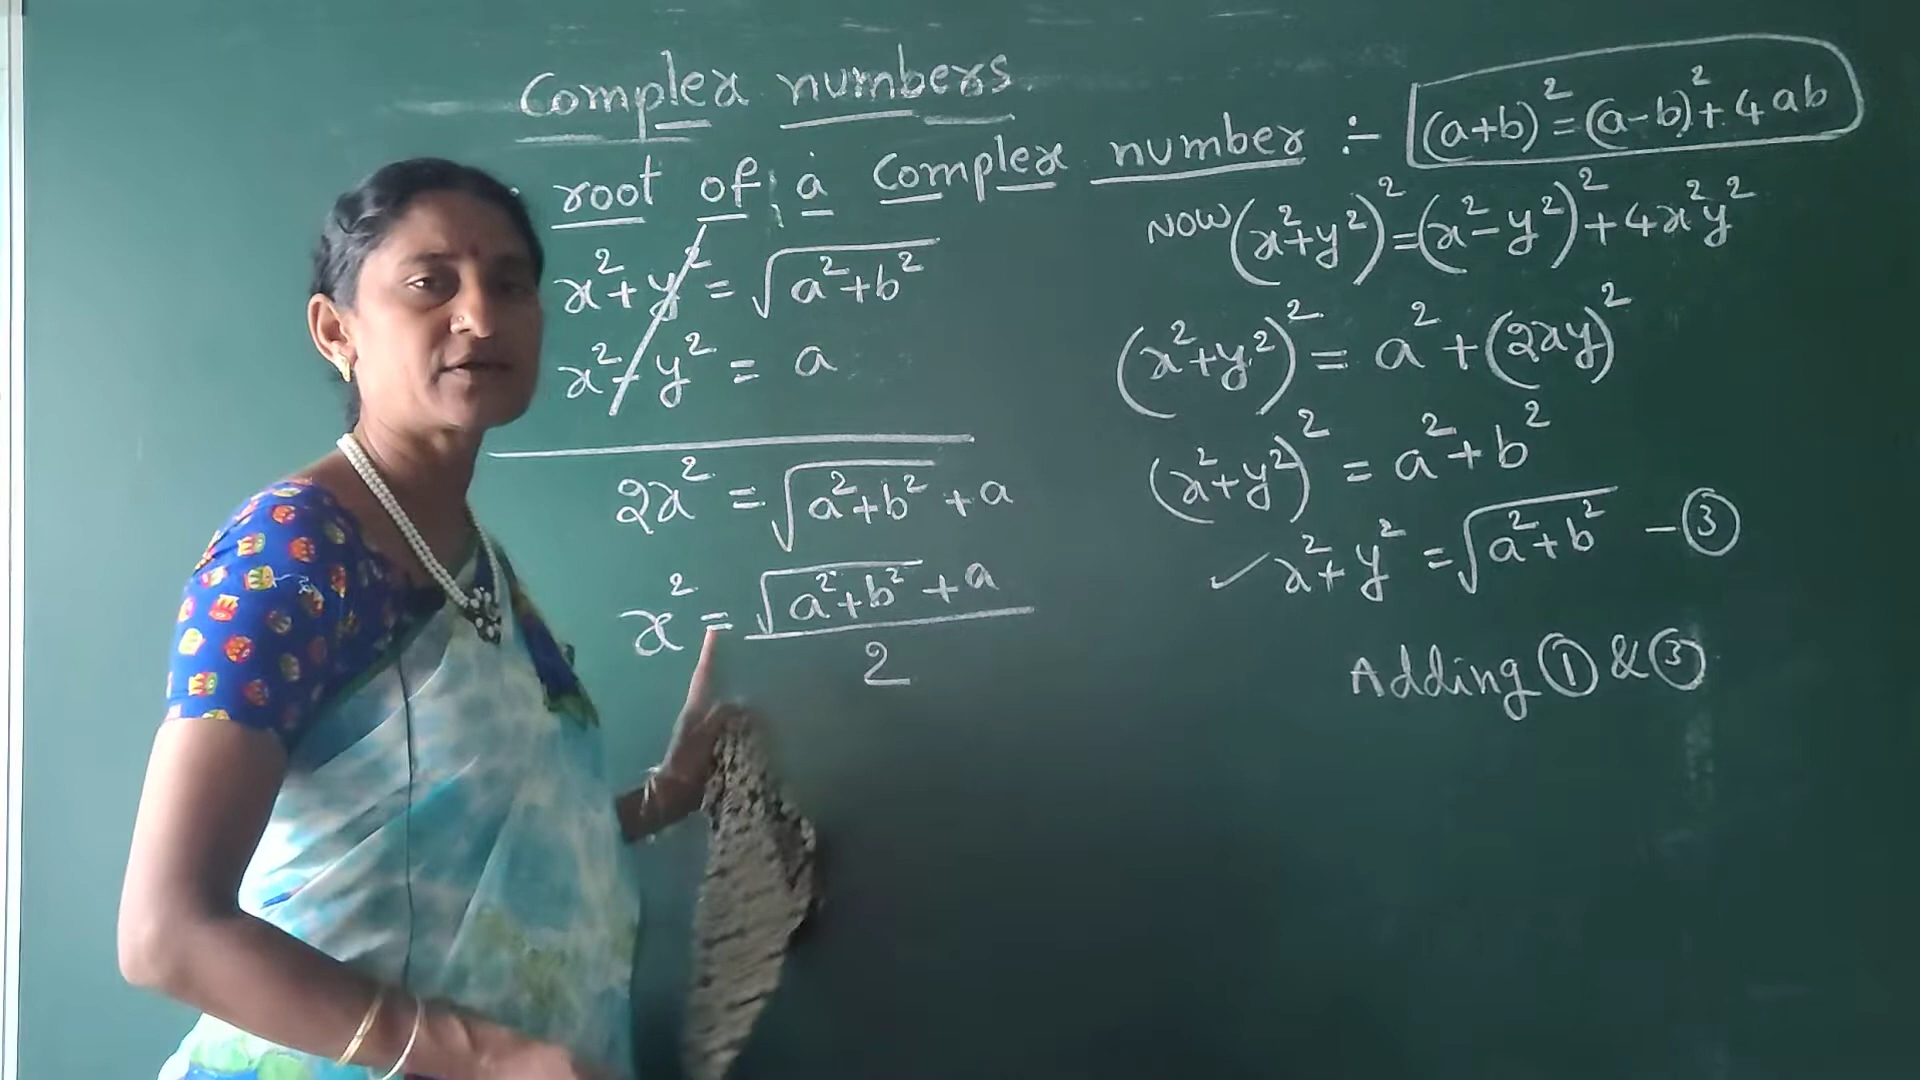 Complex numbers
root of a Complex number :- (a+b)² = (a-b)² + 4ab
x² + y² = √(a²+b²)
x² - y² = a
2x² = √(a²+b²) + a
x² = (√(a²+b²) + a)/2
NOW (x²+y²)² = (x²-y²)² + 4x²y²
(x²+y²)² = a² + (2xy)²
(x²+y²)² = a²+b²
✓ x²+y² = √(a²+b²) - ③
Adding ① & ③